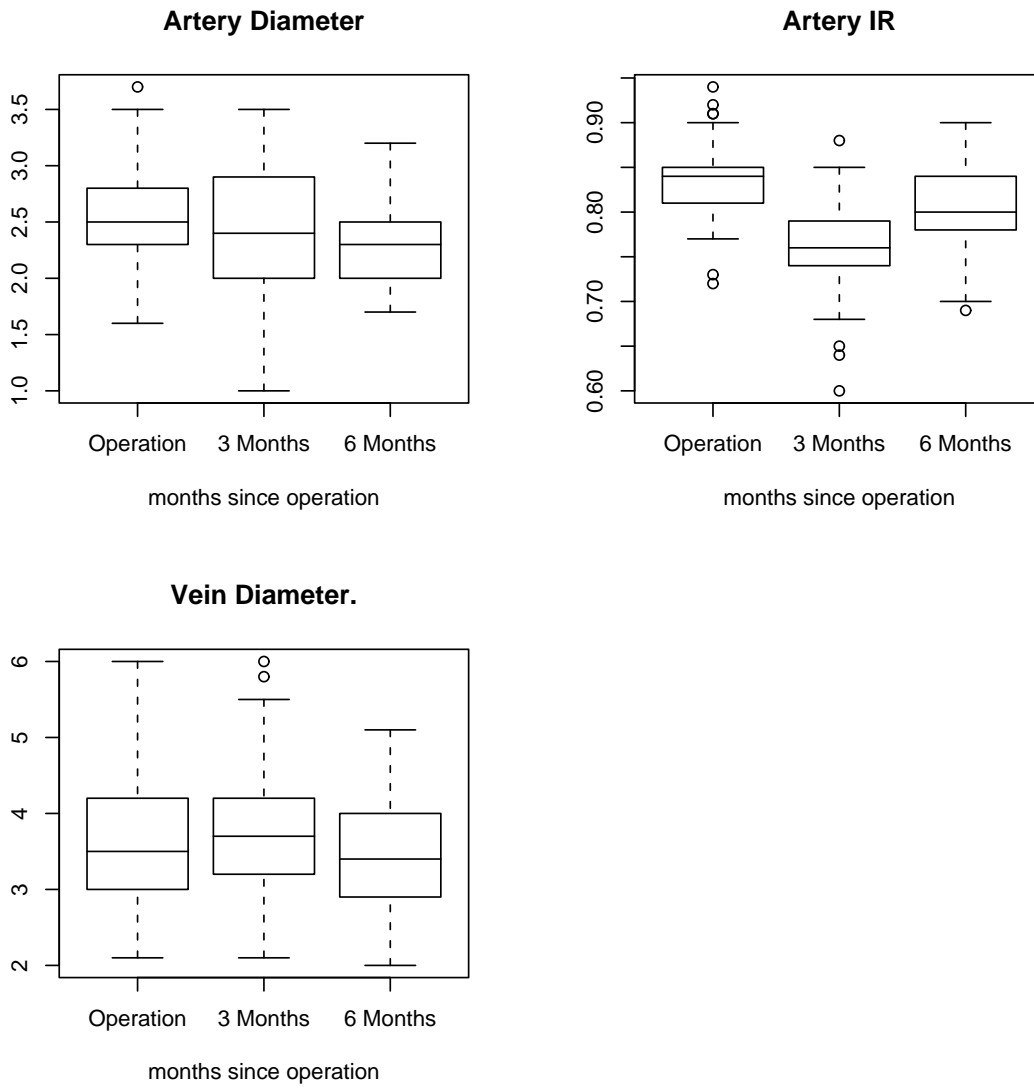 Artery Diameter
3.5
3.0
2.5
2.0
1.5
1.0
Operation 3 Months 6 Months
months since operation
Artery IR
0.90
0.80
0.70
0.60
Operation 3 Months 6 Months
months since operation
Vein Diameter.
6
5
4
3
2
Operation 3 Months 6 Months
months since operation